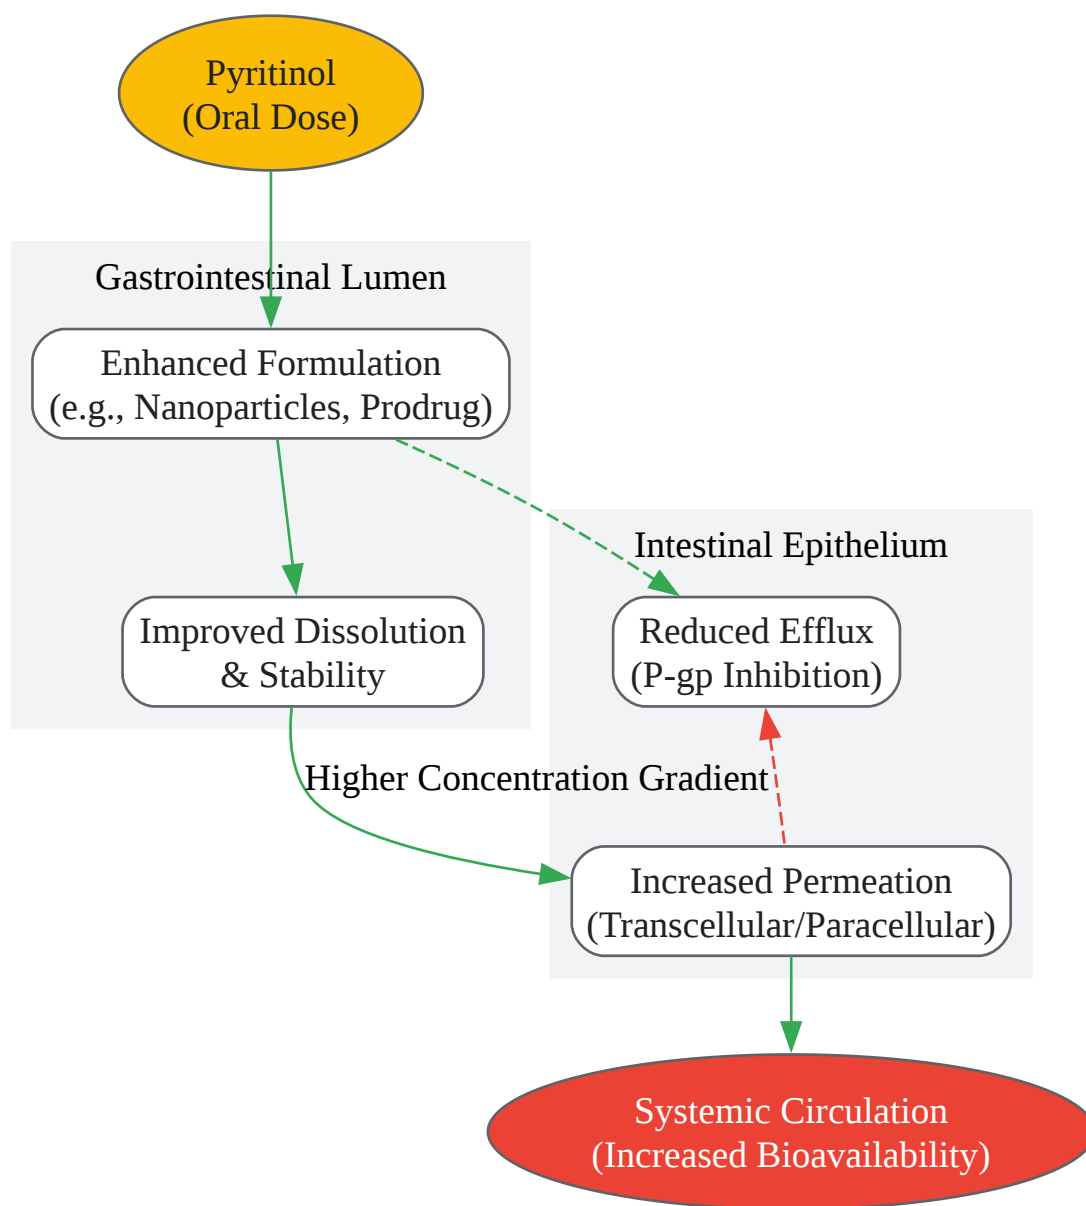 Pyritinol
(Oral Dose)
Gastrointestinal Lumen
Enhanced Formulation
(e.g., Nanoparticles, Prodrug)
Intestinal Epithelium
Improved Dissolution
& Stability
Reduced Efflux
(P-gp Inhibition)
Higher Concentration Gradient
Increased Permeation
(Transcellular/Paracellular)
Systemic Circulation
(Increased Bioavailability)